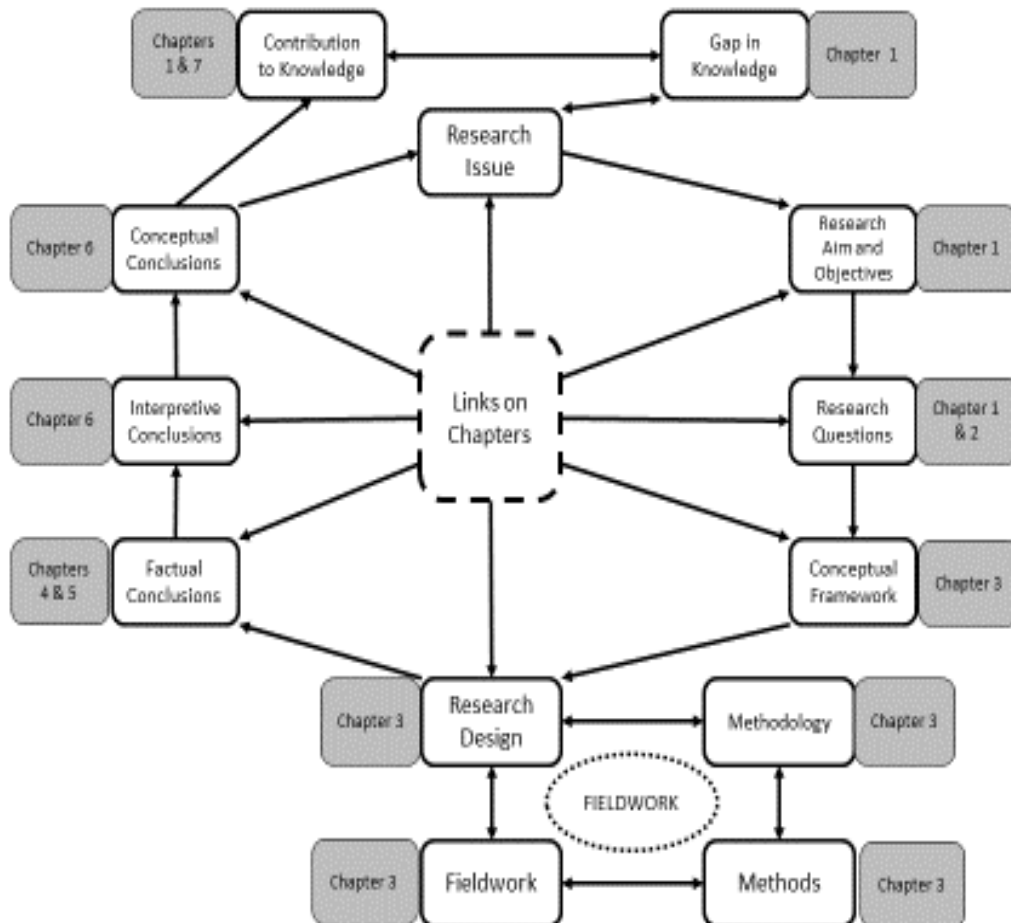 Chapters
1 & 7
Contribution
to Knowledge
Gap in
Knowledge
Chapter 1
Research
Issue
Chapter 6
Conceptual
Conclusions
Research
Aim and
Objectives
Chapter 1
Chapter 6
Interpretive
Conclusions
Links on
Chapters
Research
Questions
Chapter 1
& 2
Chapters
4 & 5
Factual
Conclusions
Conceptual
Framework
Chapter 3
Chapter 3
Research
Design
Methodology
Chapter 3
FIELDWORK
Chapter 3
Fieldwork
Methods
Chapter 3